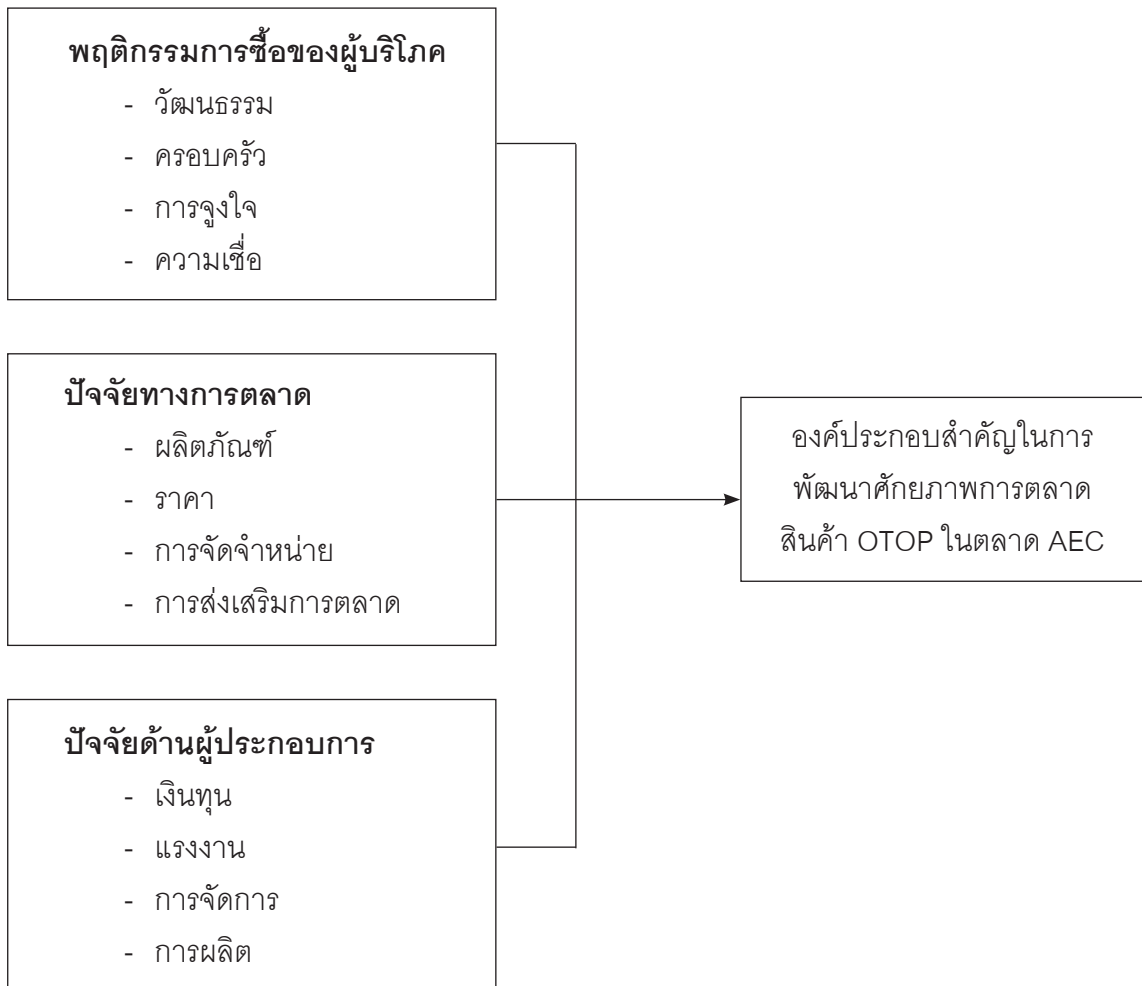 พฤติกรรมการซื้อของผู้บริโภค
- วัฒนธรรม
- ครอบครัว
- การจูงใจ
- ความเชื่อ
ปัจจัยทางการตลาด
- ผลิตภัณฑ์
- ราคา
- การจัดจำหน่าย
- การส่งเสริมการตลาด
ปัจจัยด้านผู้ประกอบการ
- เงินทุน
- แรงงาน
- การจัดการ
- การผลิต
องค์ประกอบสำคัญในการ
พัฒนาศักยภาพการตลาด
สินค้า OTOP ในตลาด AEC